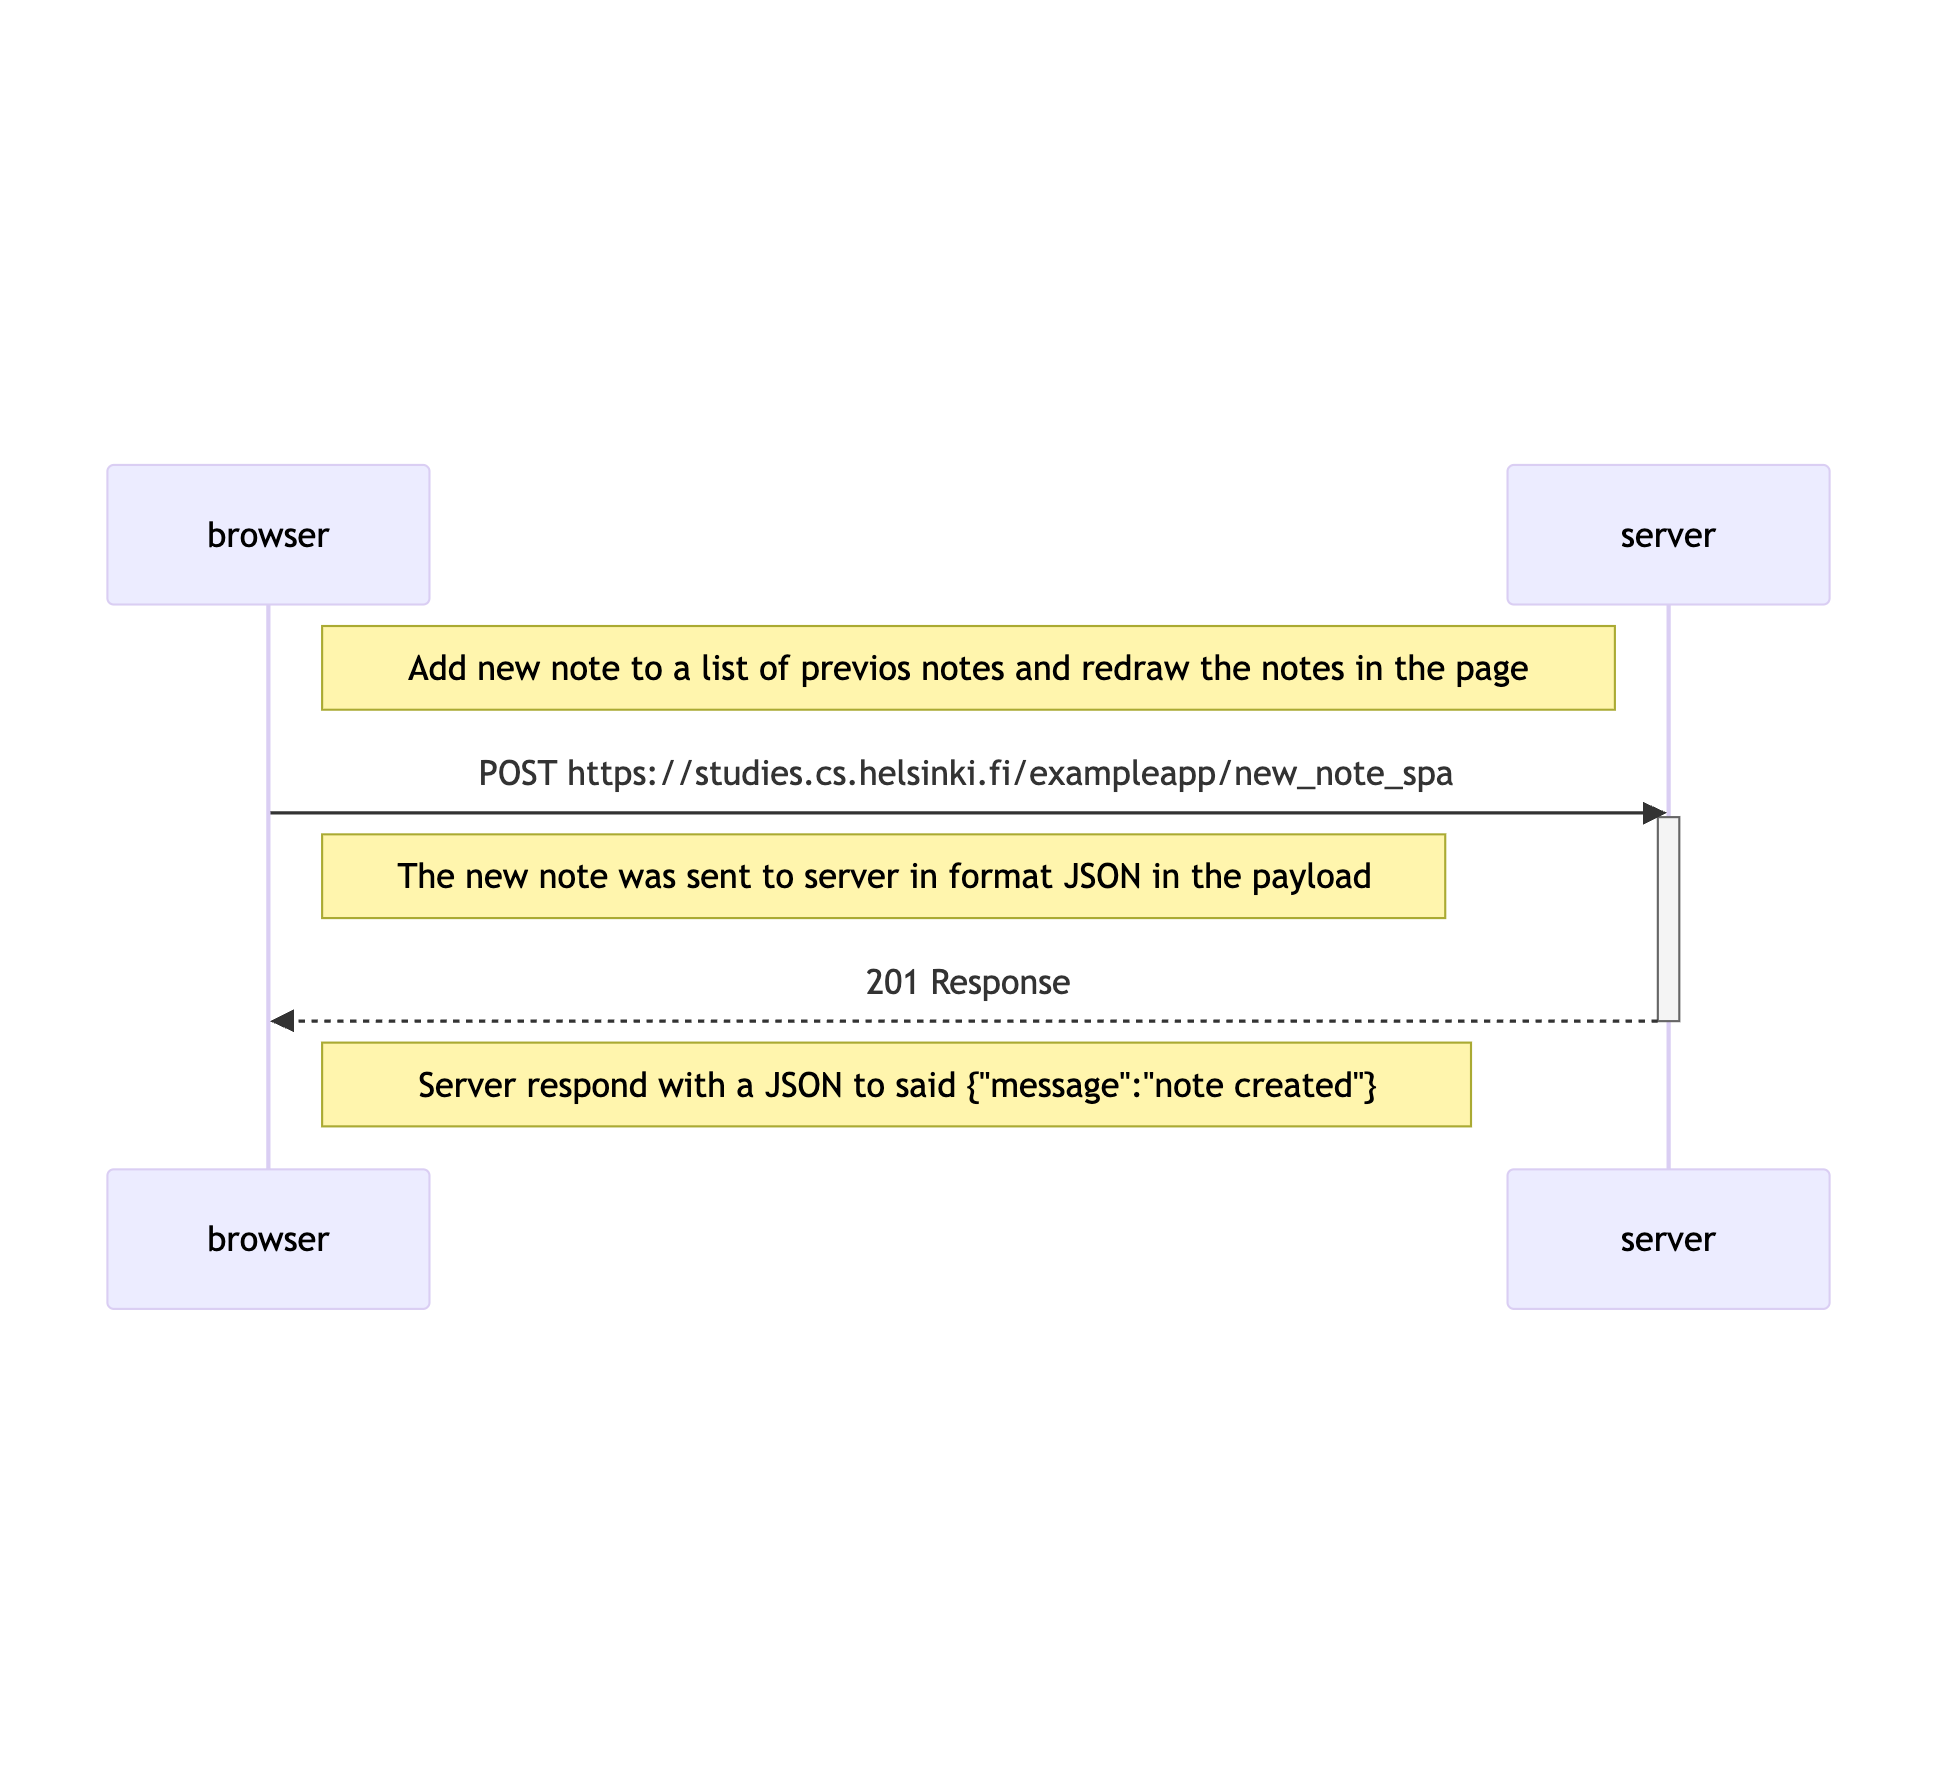 browser
server
Add new note to a list of previos notes and redraw the notes in the page
POST https://studies.cs.helsinki.fi/exampleapp/new_note_spa
The new note was sent to server in format JSON in the payload
201 Response
Server respond with a JSON to said {"message":"note created"}
browser
server